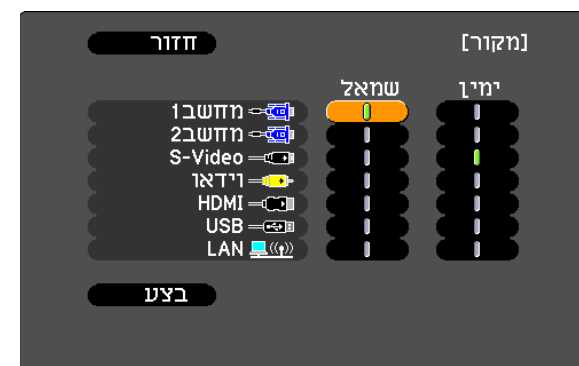 [מקור] חזור
ימין שמאל
מחשב1
מחשב2
S-Video
וידאו
HDMI
USB
LAN
בצע